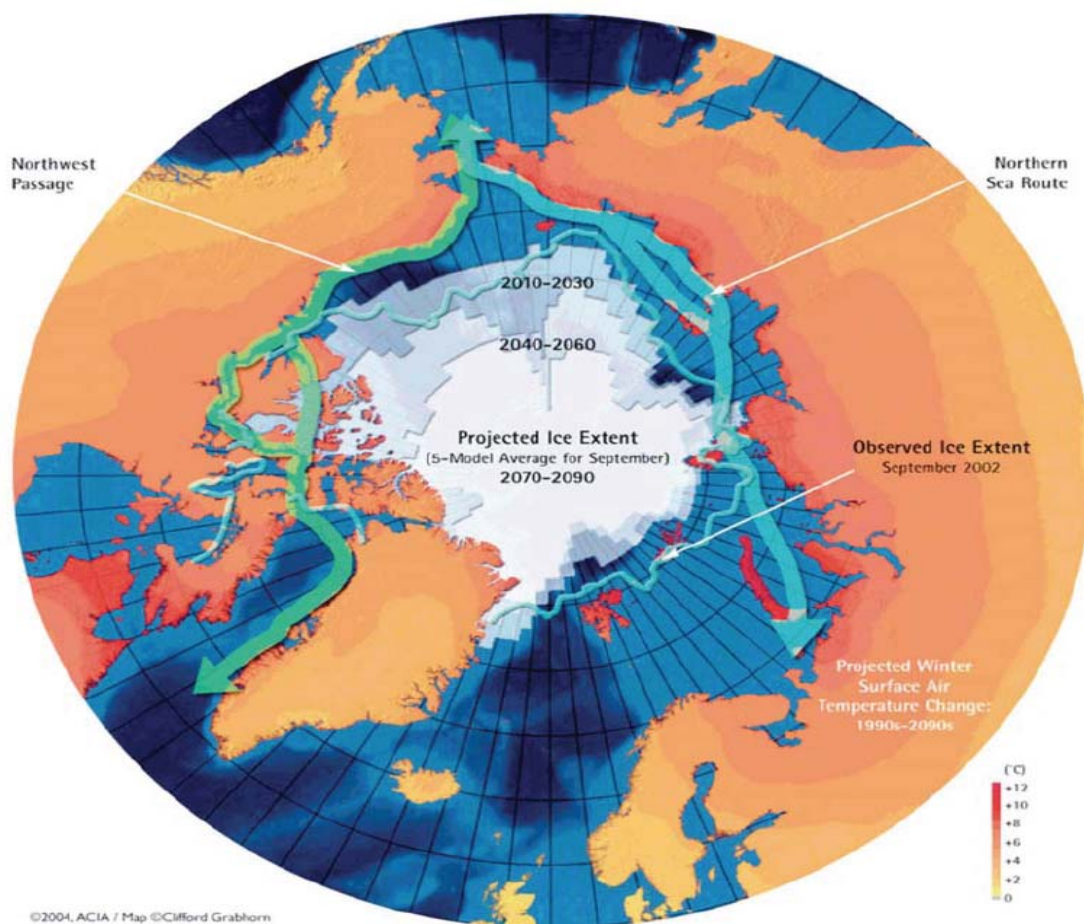 Northwest
Passage
Northern
Sea Route
2010–2030
2040–2060
Projected Ice Extent
(5-Model Average for September)
2070–2090
Observed Ice Extent
September 2002
Projected Winter
Surface Air
Temperature Change:
1990s–2090s
(°C)
+12
+10
+8
+6
+4
+2
0
©2004, ACIA / Map ©Clifford Grabhorn